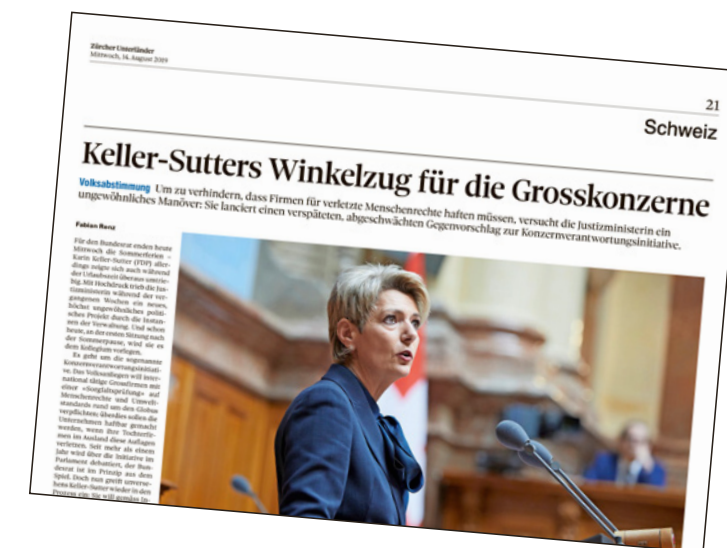 Zürcher Unterländer
Mittwoch, 14. August 2019
21
Schweiz
Keller-Sutters Winkelzug für die Grosskonzerne
Volksabstimmung Um zu verhindern, dass Firmen für verletzte Menschenrechte haften müssen, versucht die Justizministerin ein
ungewöhnliches Manöver: Sie lanciert einen verspäteten, abgeschwächten Gegenvorschlag zur Konzernverantwortungsinitiative.
Fabian Renz
Für den Bundesrat enden heute
Mittwoch die Sommerferien –
Karin Keller-Sutter (FDP) aller-
dings zeigte sich auch während
der Urlaubszeit überaus umtrie-
big. Mit Hochdruck trieb die Jus-
tizministerin während der ver-
gangenen Wochen ein neues,
höchst ungewöhnliches politi-
sches Projekt durch die Instan-
zen der Verwaltung. Und schon
heute, an der ersten Sitzung nach
der Sommerpause, wird sie es
dem Kollegium vorlegen.
Es geht um die sogenannte
Konzernverantwortungsinitiati-
ve. Das Volksanliegen will inter-
national tätige Grossfirmen mit
einer «Sorgfaltsprüfung» auf
Menschenrechte und Umwelt-
standards rund um den Globus
verpflichten; überdies sollen die
Unternehmen haftbar gemacht
werden, wenn ihre Tochterfir-
men im Ausland diese Auflagen
verletzen. Seit mehr als einem
Jahr wird über die Initiative im
Parlament debattiert, der Bun-
desrat ist im Prinzip aus dem
Spiel. Doch nun greift unverse-
hens Keller-Sutter wieder in den
Prozess ein: Sie will gemäss In-